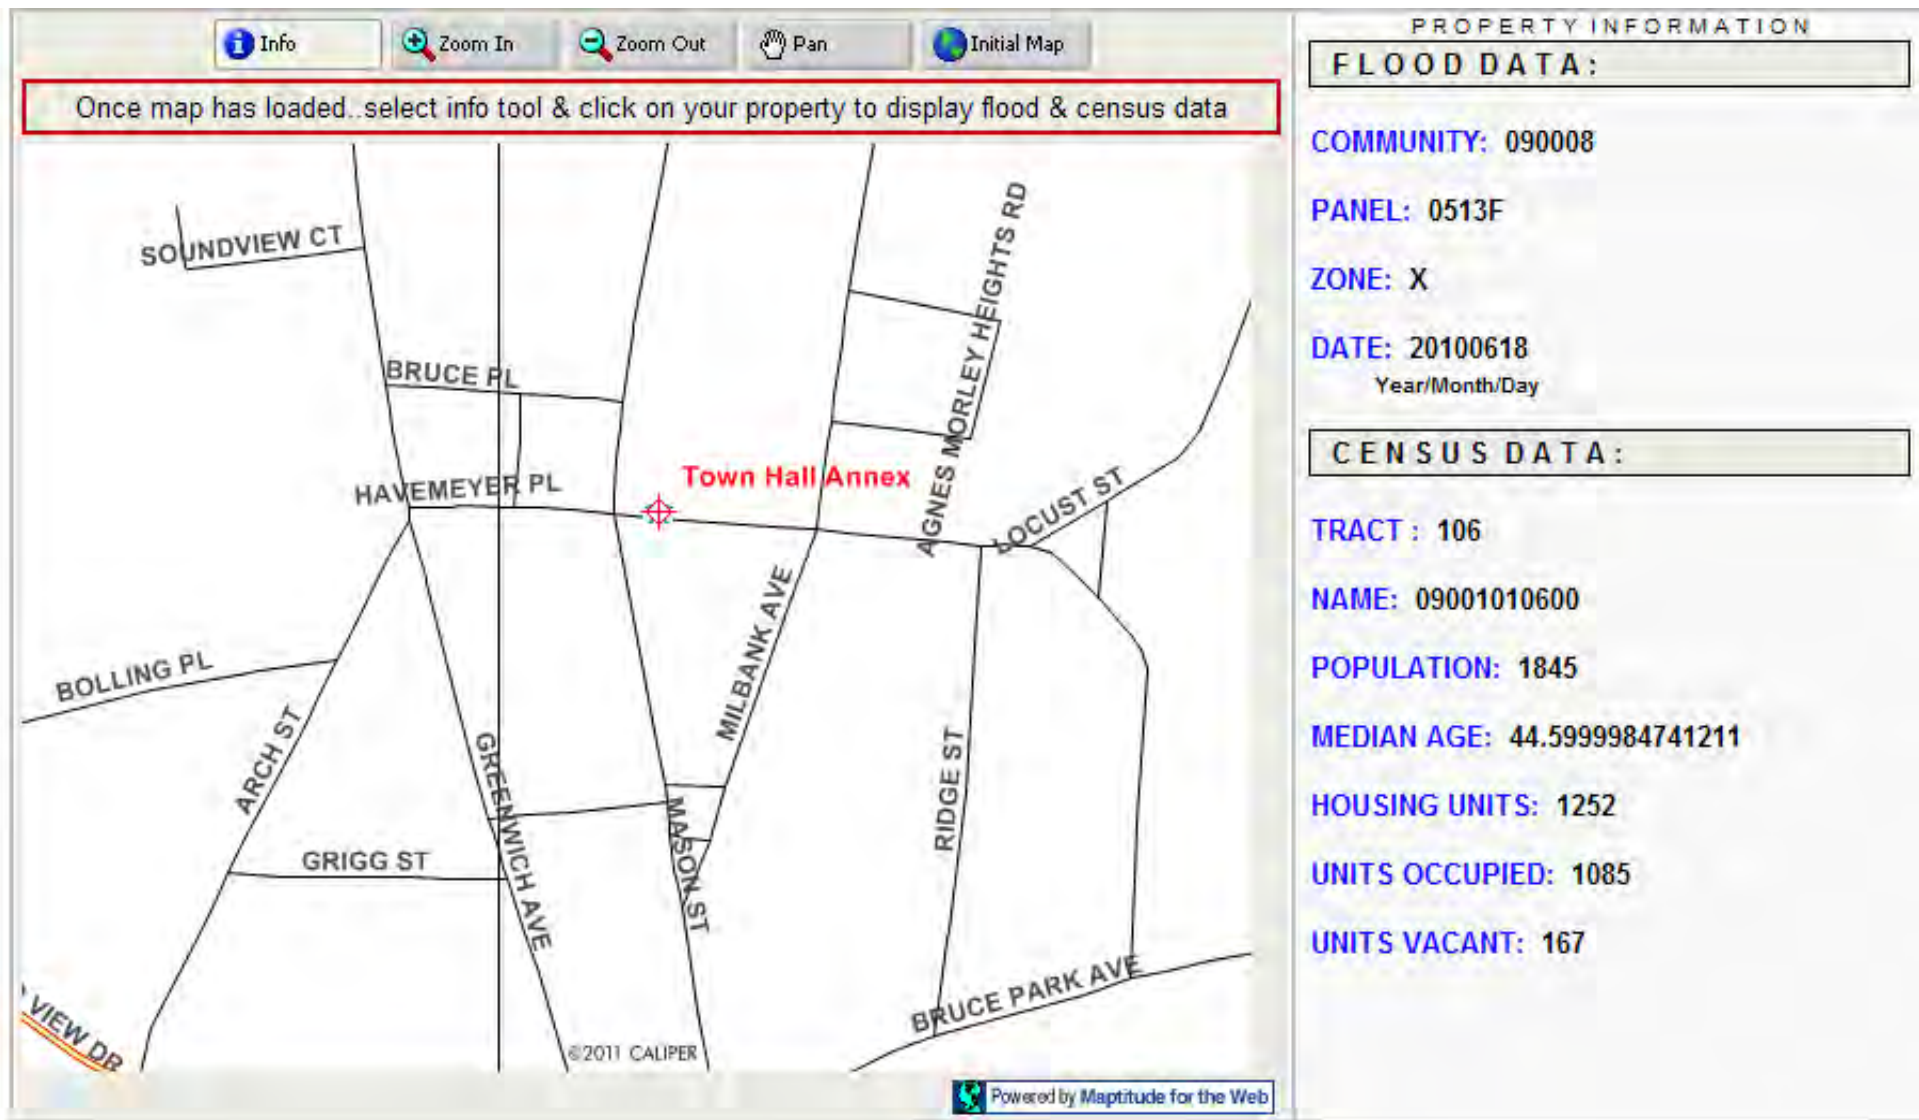 Info
Zoom In
Zoom Out
Pan
Initial Map
Once map has loaded..select info tool & click on your property to display flood & census data
SOUNDVIEW CT
AGNES MORLEY HEIGHTS RD
BRUCE PL
Town Hall Annex
HAVEMEYER PL
LOCUST ST
MILBANK AVE
BOLLING PL
ARCH ST
GREENWICH AVE
RIDGE ST
MASON ST
GRIGG ST
BRUCE PARK AVE
VIEW DR
©2011 CALIPER
Powered by Maptitude for the Web
PROPERTY INFORMATION
FLOOD DATA:
COMMUNITY: 090008
PANEL: 0513F
ZONE: X
DATE: 20100618
Year/Month/Day
CENSUS DATA:
TRACT : 106
NAME: 09001010600
POPULATION: 1845
MEDIAN AGE: 44.5999984741211
HOUSING UNITS: 1252
UNITS OCCUPIED: 1085
UNITS VACANT: 167